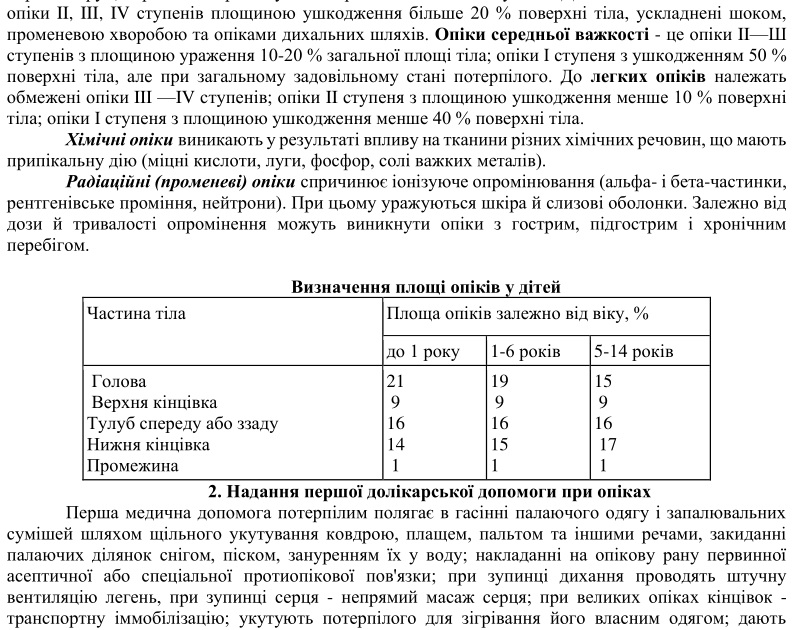 опіки II, III, IV ступенів площиною ушкодження більше 20 % поверхні тіла, ускладнені шоком,
променевою хворобою та опіками дихальних шляхів. Опіки середньої важкості - це опіки II—Ш
ступенів з площиною ураження 10-20 % загальної площі тіла; опіки I ступеня з ушкодженням 50 %
поверхні тіла, але при загальному задовільному стані потерпілого. До легких опіків належать
обмежені опіки III —IV ступенів; опіки II ступеня з площиною ушкодження менше 10 % поверхні
тіла; опіки I ступеня з площиною ушкодження менше 40 % поверхні тіла.
Хімічні опіки виникають у результаті впливу на тканини різних хімічних речовин, що мають
припікальну дію (міцні кислоти, луги, фосфор, солі важких металів).
Радіаційні (променеві) опіки спричинює іонізуюче опромінювання (альфа- і бета-частинки,
рентгенівське проміння, нейтрони). При цьому уражуються шкіра й слизові оболонки. Залежно від
дози й тривалості опромінення можуть виникнути опіки з гострим, підгострим і хронічним
перебігом.
Визначення площі опіків у дітей
Частина тіла Площа опіків залежно від віку, %
до 1 року 1-6 років 5-14 років
Голова 21 19 15
Верхня кінцівка 9 9 9
Тулуб спереду або ззаду 16 16 16
Нижня кінцівка 14 15 17
Промежина 1 1 1
2. Надання першої долікарської допомоги при опіках
Перша медична допомога потерпілим полягає в гасінні палаючого одягу і запалювальних
сумішей шляхом щільного укутування ковдрою, плащем, пальтом та іншими речами, закиданні
палаючих ділянок снігом, піском, зануренням їх у воду; накладанні на опікову рану первинної
асептичної або спеціальної протиопікової пов'язки; при зупинці дихання проводять штучну
вентиляцію легень, при зупинці серця - непрямий масаж серця; при великих опіках кінцівок -
транспортну іммобілізацію; укутують потерпілого для зігрівання його власним одягом; дають